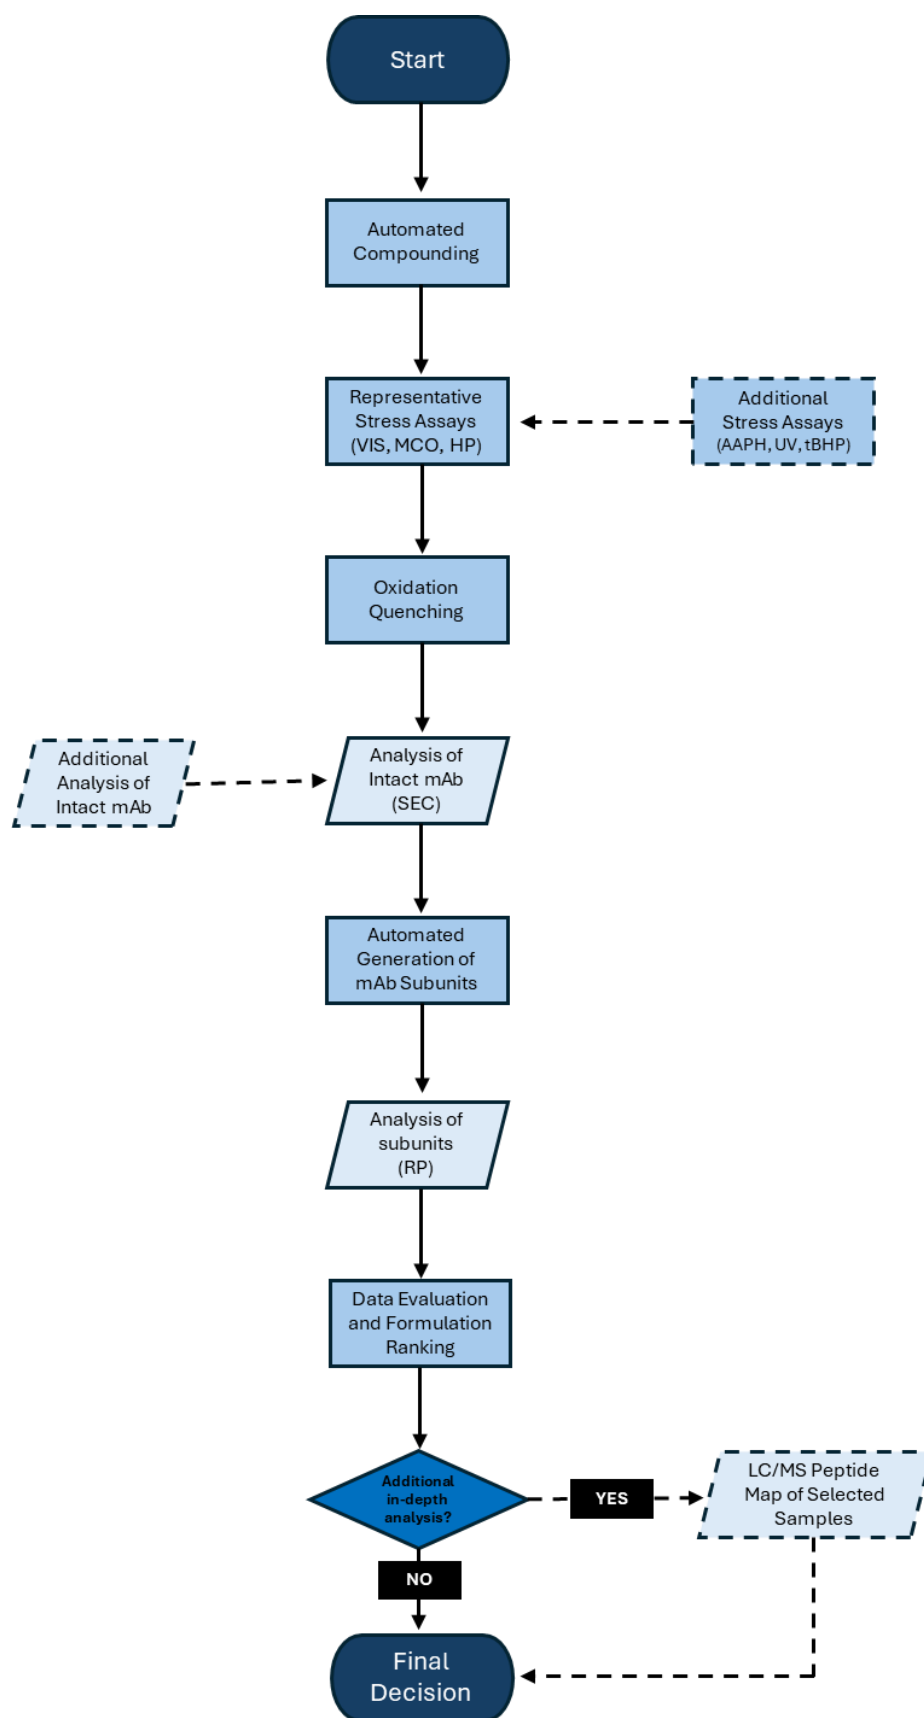 Start
Automated
Compounding
Representative
Stress Assays
(VIS, MCO, HP)
Additional
Stress Assays
(AAPH, UV, tBHP)
Oxidation
Quenching
Additional
Analysis of
Intact mAb
Analysis of
Intact mAb
(SEC)
Automated
Generation of
mAb Subunits
Analysis of
subunits
(RP)
Data Evaluation
and Formulation
Ranking
Additional
in-depth
analysis?
YES
LC/MS Peptide
Map of Selected
Samples
NO
Final
Decision